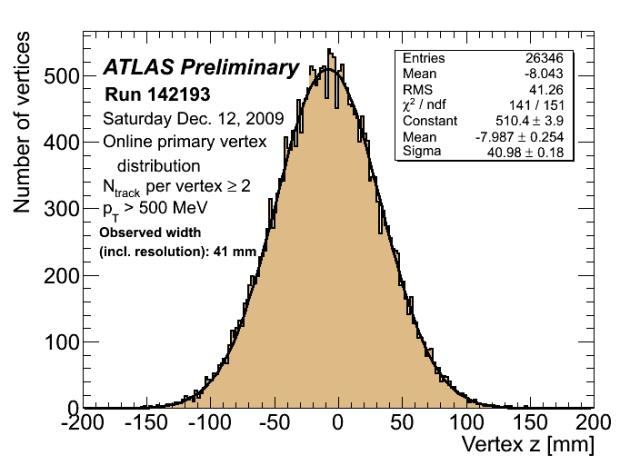 Number of vertices
500
400
300
200
100
0
ATLAS Preliminary
Run 142193
Saturday Dec. 12, 2009
Online primary vertex
distribution
N_track per vertex ≥ 2
p_T > 500 MeV
Observed width
(incl. resolution): 41 mm
Entries 26346
Mean -8.043
RMS 41.26
χ² / ndf 141 / 151
Constant 510.4 ± 3.9
Mean -7.987 ± 0.254
Sigma 40.98 ± 0.18
-200 -150 -100 -50 0 50 100 150 200
Vertex z [mm]